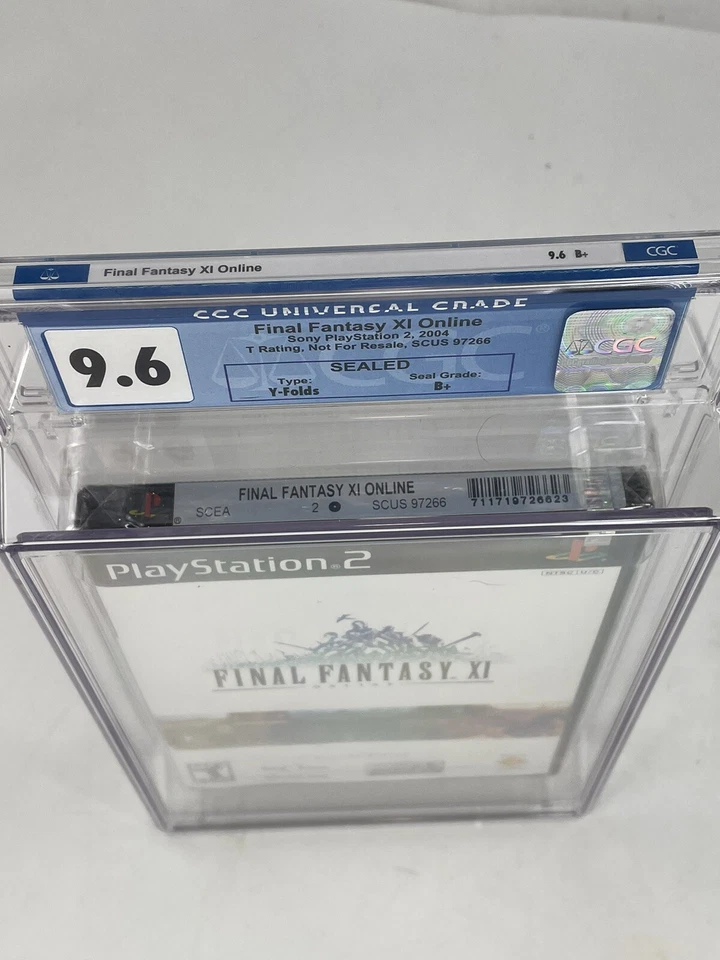 Final Fantasy XI Online
9.6 B+
CGC
CGC UNIVERSAL GRADE
9.6
Final Fantasy XI Online
Sony PlayStation 2, 2004
T Rating, Not For Resale, SCUS 97266
SEALED
Type:
Y-Folds
Seal Grade:
B+
CGC
FINAL FANTASY XI ONLINE
SCEA
2
SCUS 97266
711719726623
PlayStation®2
NTSC U/C
FINAL FANTASY XI
ONLINE